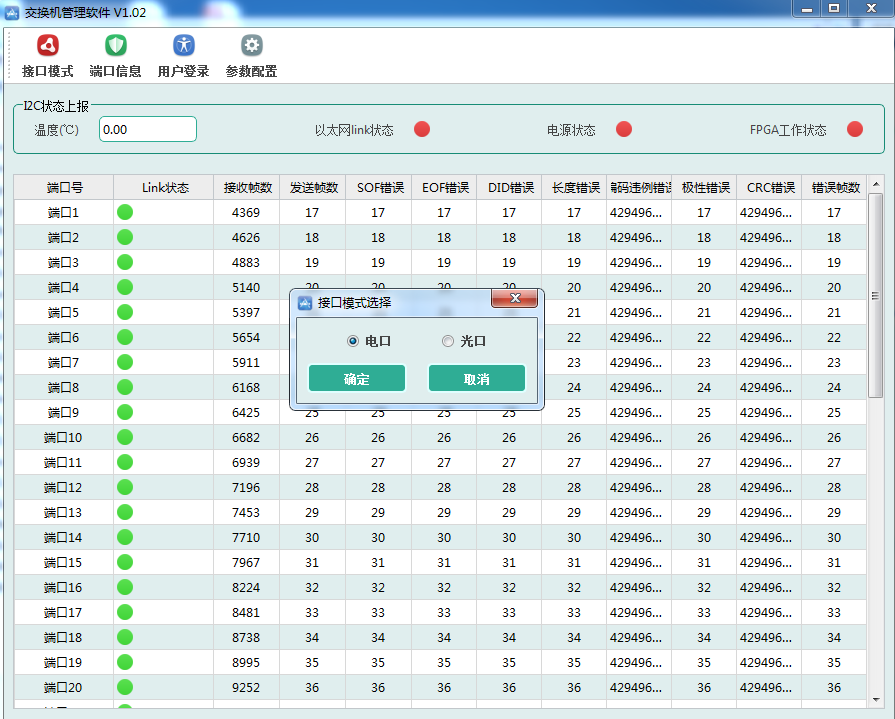 交换机管理软件 V1.02
接口模式 端口信息 用户登录 参数配置
I2C状态上报
温度(℃) 0.00 以太网link状态 电源状态 FPGA工作状态
端口号 Link状态 接收帧数 发送帧数 SOF错误 EOF错误 DID错误 长度错误 编码违例错误 极性错误 CRC错误 错误帧数
端口1 4369 17 17 17 17 17 429496... 17 429496... 17
端口2 4626 18 18 18 18 18 429496... 18 429496... 18
端口3 4883 19 19 19 19 19 429496... 19 429496... 19
端口4 5140 20 20 20 20 20 429496... 20 429496... 20
端口5 5397 21 429496... 21 429496... 21
端口6 5654 22 429496... 22 429496... 22
端口7 5911 23 429496... 23 429496... 23
端口8 6168 24 429496... 24 429496... 24
端口9 6425 25 25 25 25 25 429496... 25 429496... 25
端口10 6682 26 26 26 26 26 429496... 26 429496... 26
端口11 6939 27 27 27 27 27 429496... 27 429496... 27
端口12 7196 28 28 28 28 28 429496... 28 429496... 28
端口13 7453 29 29 29 29 29 429496... 29 429496... 29
端口14 7710 30 30 30 30 30 429496... 30 429496... 30
端口15 7967 31 31 31 31 31 429496... 31 429496... 31
端口16 8224 32 32 32 32 32 429496... 32 429496... 32
端口17 8481 33 33 33 33 33 429496... 33 429496... 33
端口18 8738 34 34 34 34 34 429496... 34 429496... 34
端口19 8995 35 35 35 35 35 429496... 35 429496... 35
端口20 9252 36 36 36 36 36 429496... 36 429496... 36
接口模式选择
电口 光口
确定 取消